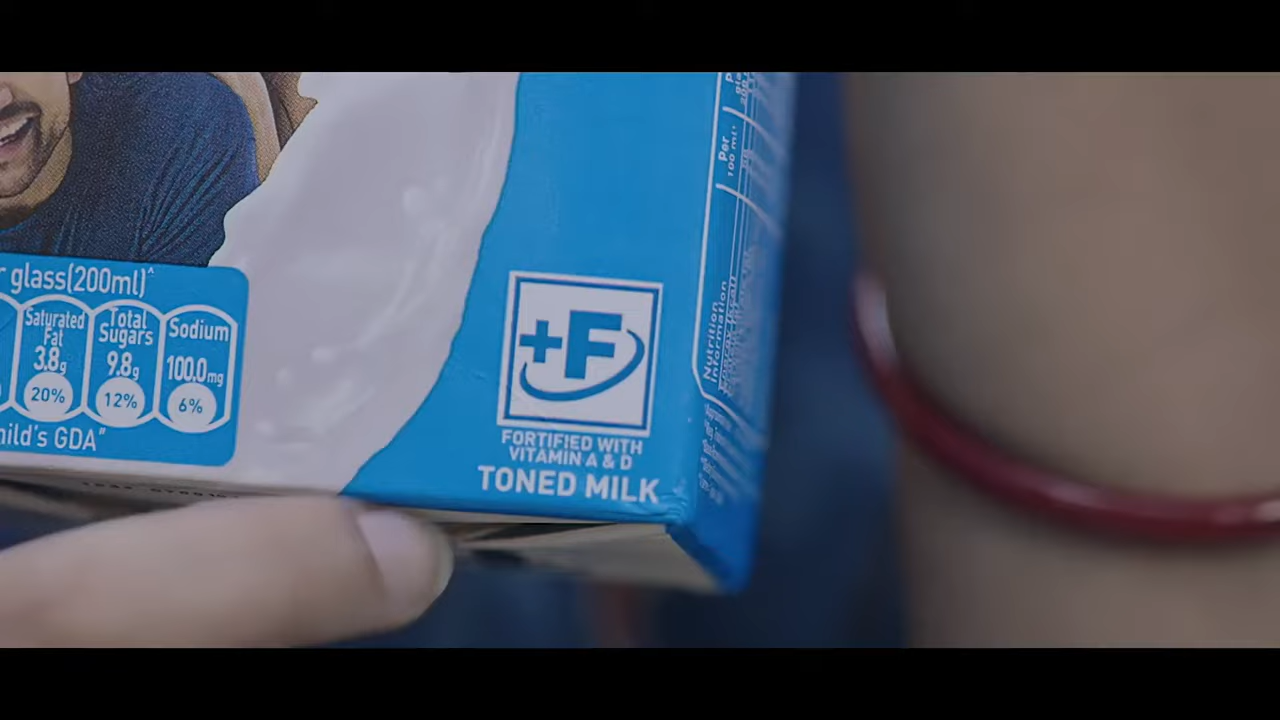 r glass(200ml)^
Saturated
Fat
3.8g
20%
Total
Sugars
9.8g
12%
Sodium
100.0mg
6%
hild's GDA"
+F
FORTIFIED WITH
VITAMIN A & D
TONED MILK
Per
100 ml
Nutrition
Information